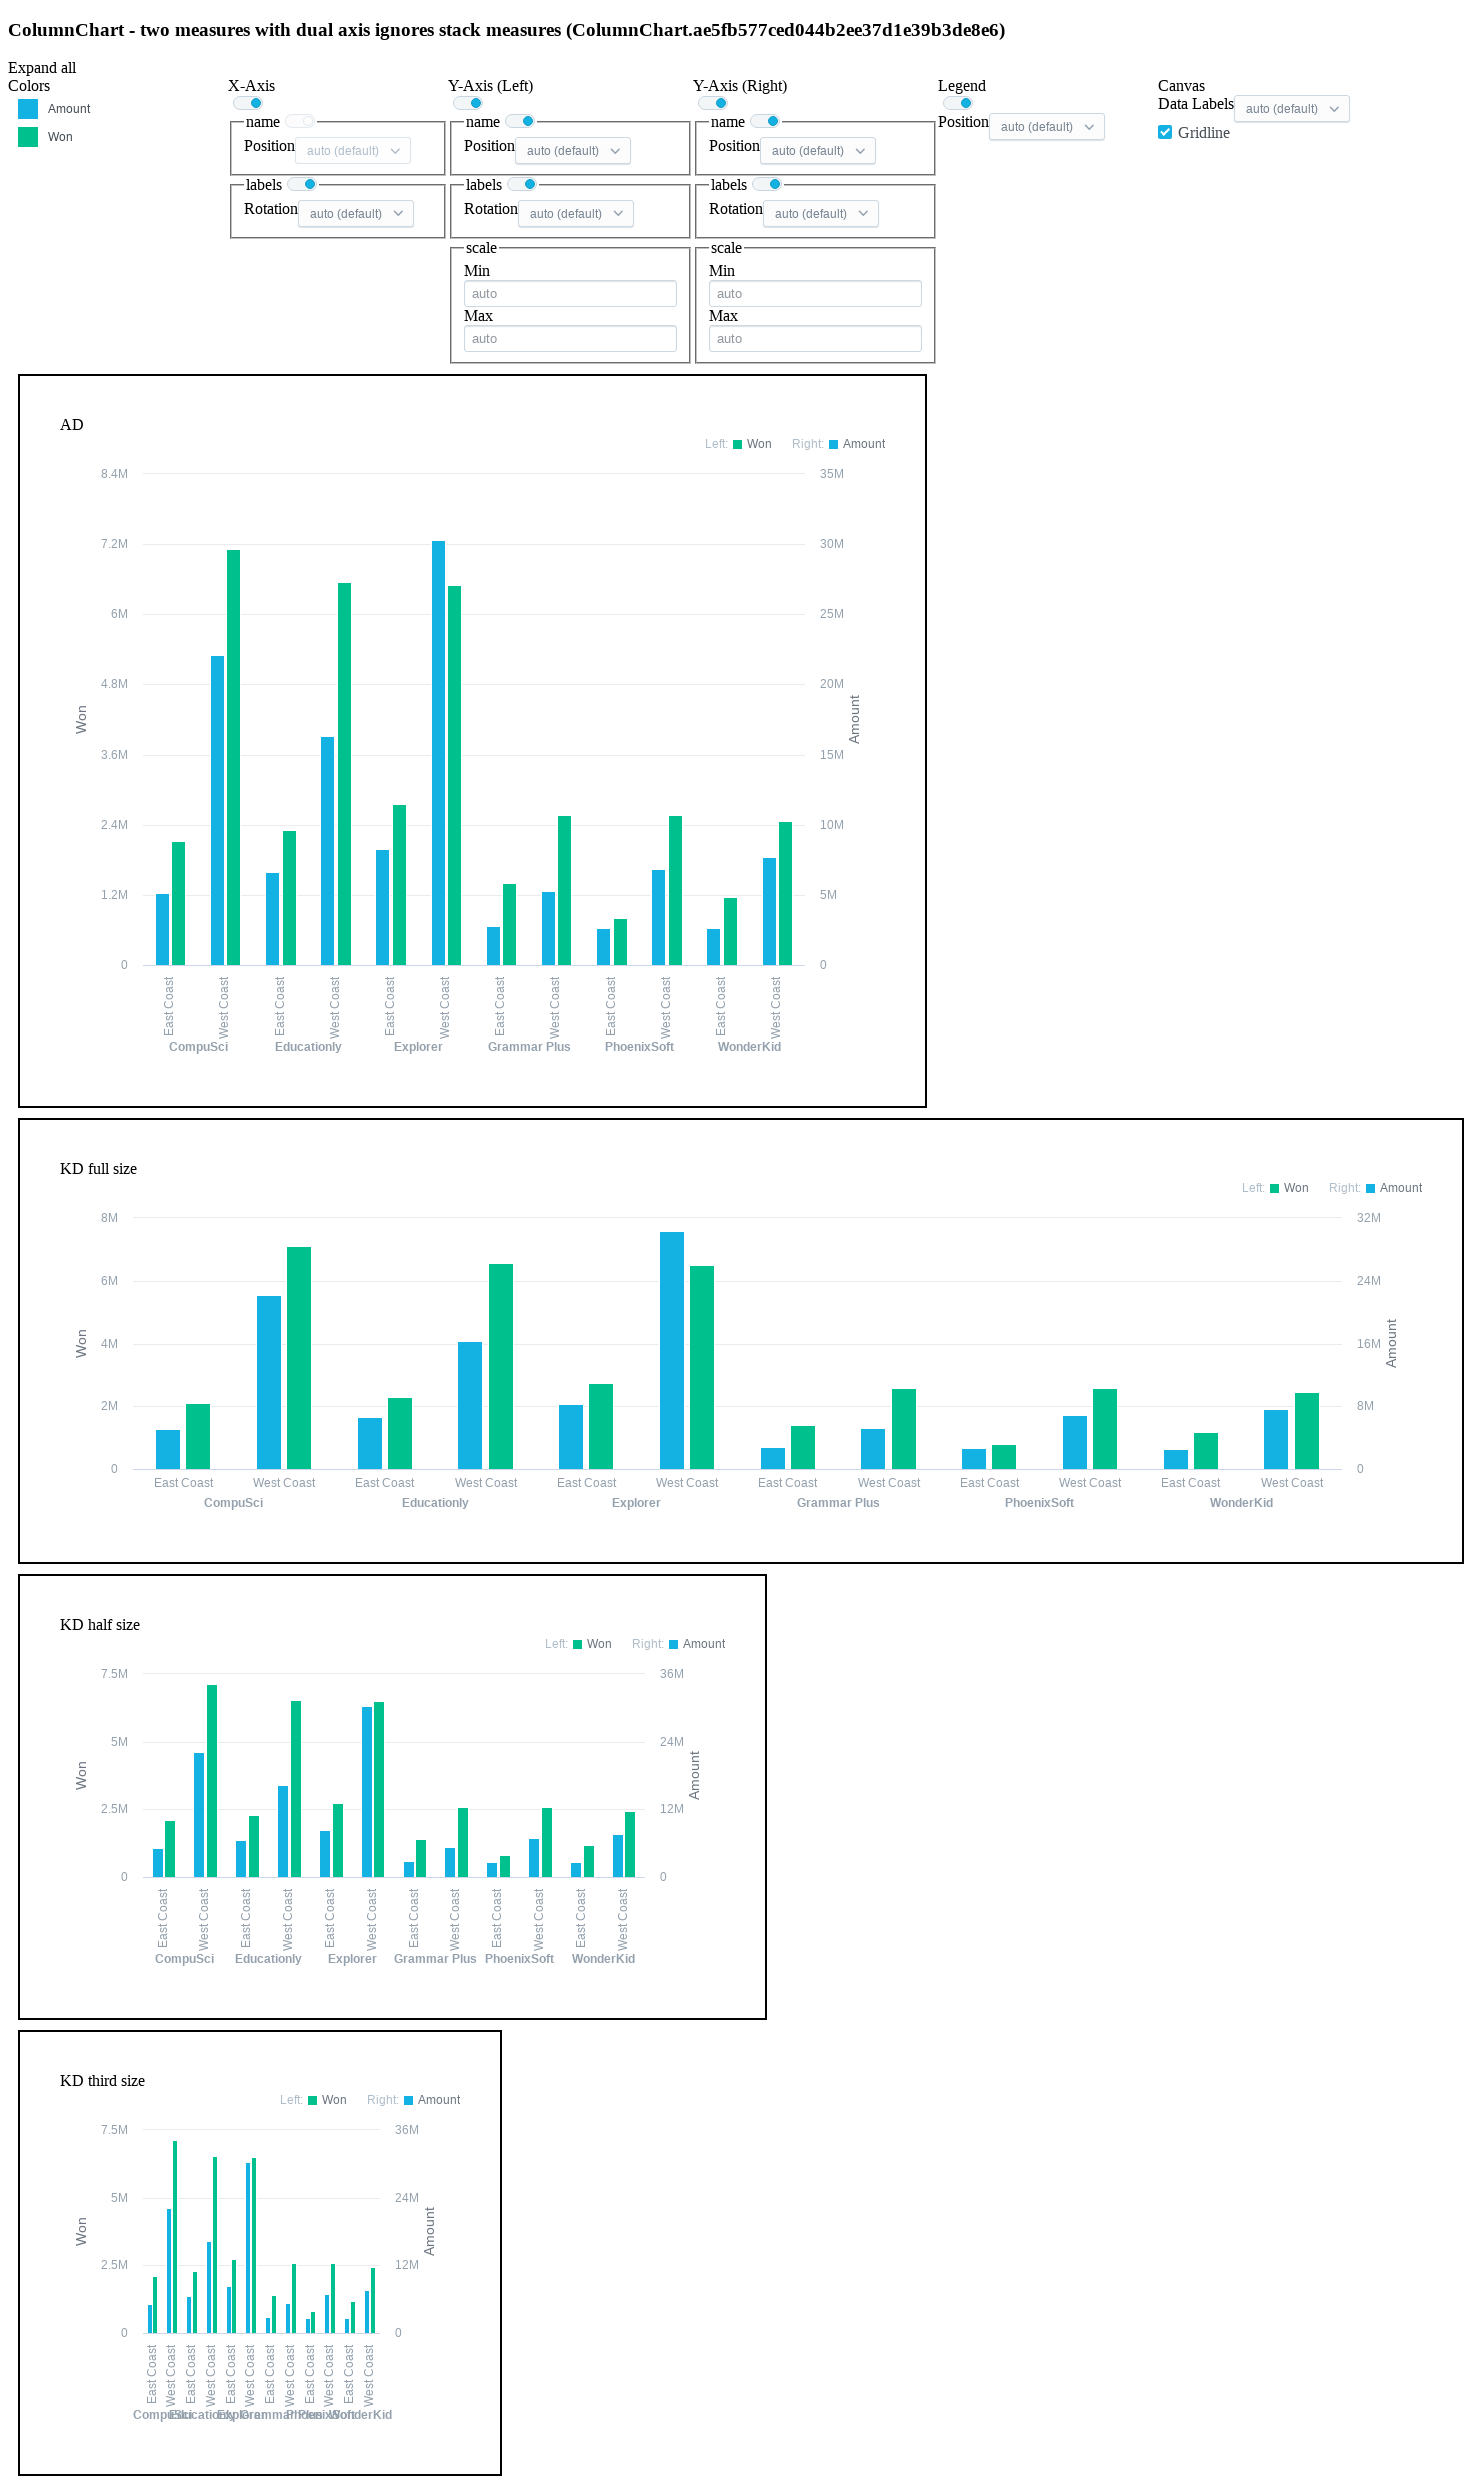 ColumnChart - two measures with dual axis ignores stack measures (ColumnChart.ae5fb577ced044b2ee37d1e39b3de8e6)
Expand all
Colors
Amount
Won
X-Axis
name
Position auto (default)
labels
Rotation auto (default)
Y-Axis (Left)
name
Position auto (default)
labels
Rotation auto (default)
scale
Min
auto
Max
auto
Y-Axis (Right)
name
Position auto (default)
labels
Rotation auto (default)
scale
Min
auto
Max
auto
Legend
Position auto (default)
Canvas
Data Labels auto (default)
Gridline
AD
Left: Won Right: Amount
8.4M 35M
7.2M 30M
6M 25M
4.8M 20M
3.6M 15M
2.4M 10M
1.2M 5M
0 0
Won
Amount
East Coast West Coast East Coast West Coast East Coast West Coast East Coast West Coast East Coast West Coast East Coast West Coast
CompuSci Educationly Explorer Grammar Plus PhoenixSoft WonderKid
KD full size
Left: Won Right: Amount
8M 32M
6M 24M
4M 16M
2M 8M
0 0
Won
Amount
East Coast West Coast East Coast West Coast East Coast West Coast East Coast West Coast East Coast West Coast East Coast West Coast
CompuSci Educationly Explorer Grammar Plus PhoenixSoft WonderKid
KD half size
Left: Won Right: Amount
7.5M 36M
5M 24M
2.5M 12M
0 0
Won
Amount
East Coast West Coast East Coast West Coast East Coast West Coast East Coast West Coast East Coast West Coast East Coast West Coast
CompuSci Educationly Explorer Grammar Plus PhoenixSoft WonderKid
KD third size
Left: Won Right: Amount
7.5M 36M
5M 24M
2.5M 12M
0 0
Won
Amount
East Coast West Coast East Coast West Coast East Coast West Coast East Coast West Coast East Coast West Coast East Coast West Coast
CompuSci Educationly Explorer Grammar Plus PhoenixSoft WonderKid